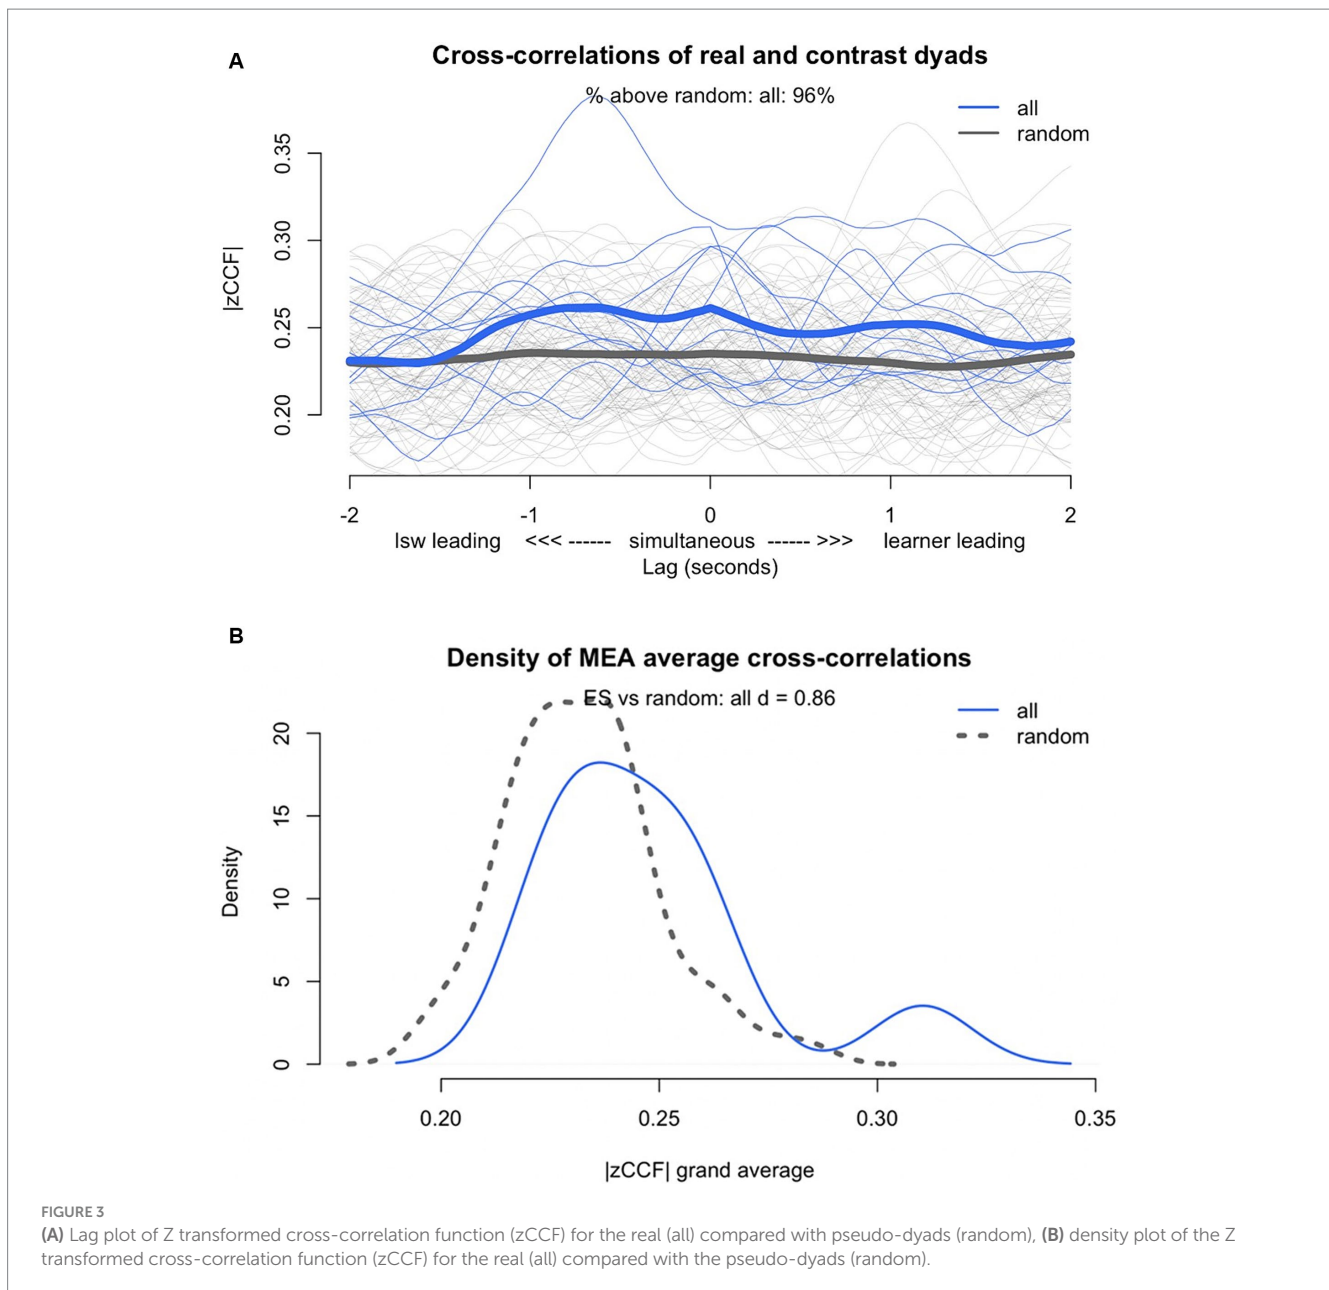 A
Cross-correlations of real and contrast dyads
% above random: all: 96%
all
random
0.35
0.30
0.25
0.20
|zCCF|
-2 -1 0 1 2
lsw leading <<< ------ simultaneous ------ >>> learner leading
Lag (seconds)
B
Density of MEA average cross-correlations
ES vs random: all d = 0.86
all
random
20
15
10
5
0
Density
0.20 0.25 0.30 0.35
|zCCF| grand average
FIGURE 3
(A) Lag plot of Z transformed cross-correlation function (zCCF) for the real (all) compared with pseudo-dyads (random), (B) density plot of the Z
transformed cross-correlation function (zCCF) for the real (all) compared with the pseudo-dyads (random).